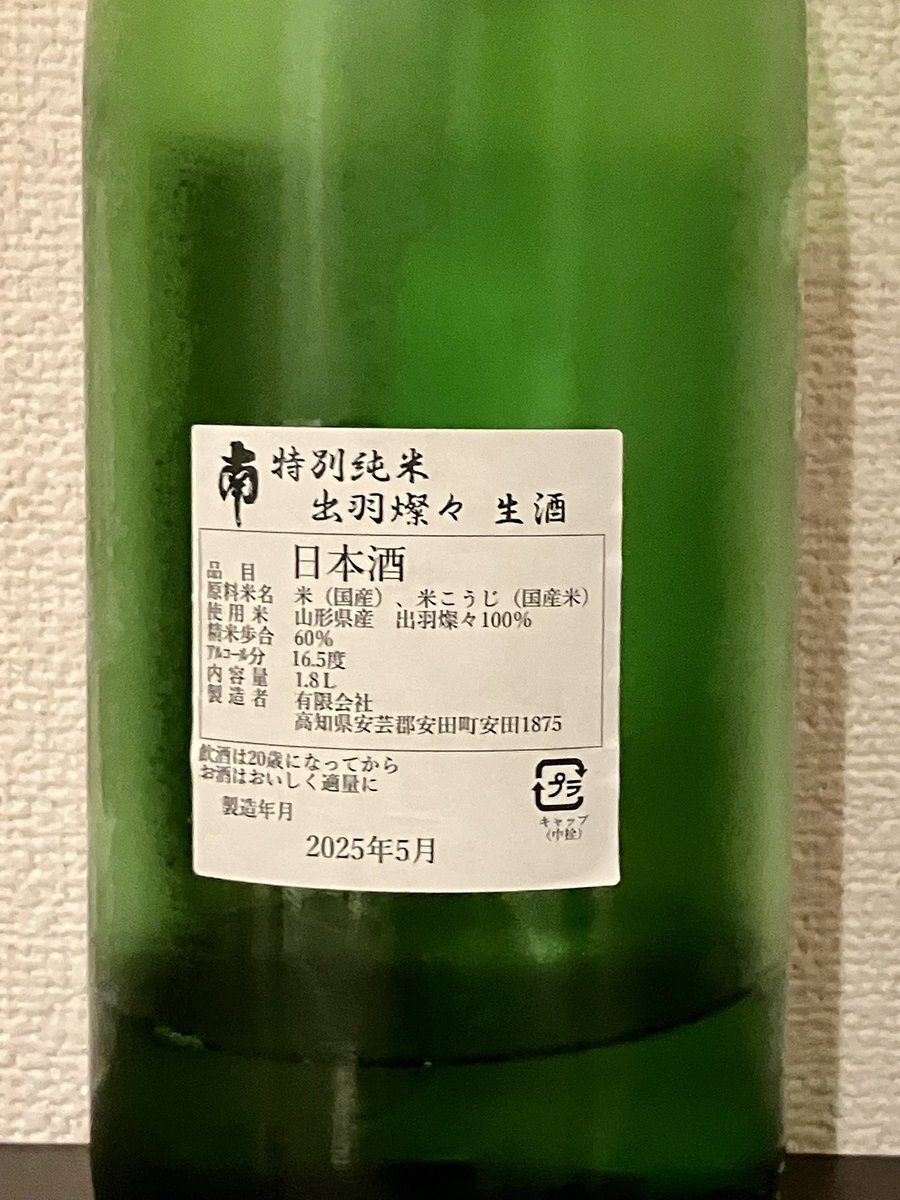 南 特別純米
出羽燦々 生酒
品目 日本酒
原料米名 米（国産）、米こうじ（国産米）
使用米 山形県産 出羽燦々100%
精米歩合 60%
アルコール分 16.5度
内容量 1.8L
製造者 有限会社
高知県安芸郡安田町安田1875
飲酒は20歳になってから
お酒はおいしく適量に
プラ
キャップ
（中栓）
製造年月
2025年5月